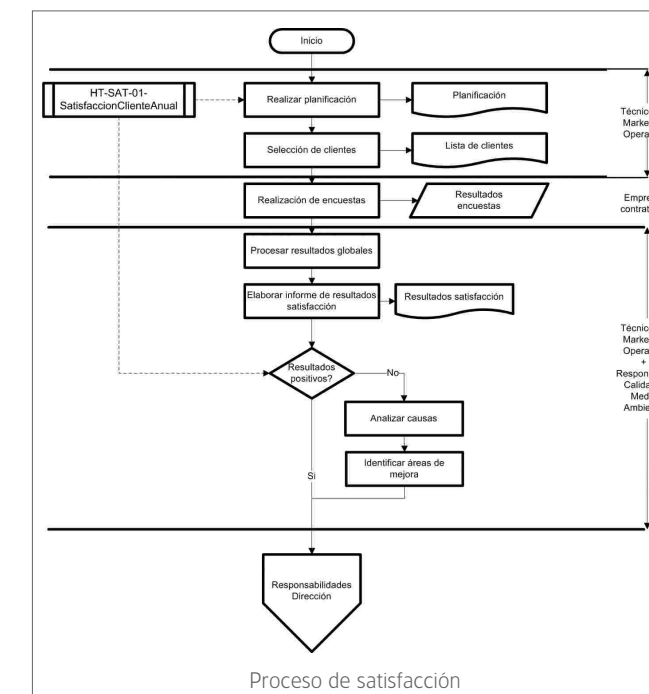 Inicio
HT-SAT-01-
SatisfaccionClienteAnual
Realizar planificación
Planificación
Selección de clientes
Lista de clientes
Realización de encuestas
Resultados
encuestas
Procesar resultados globales
Elaborar informe de resultados
satisfacción
Resultados satisfacción
Resultados
positivos?
No
Analizar causas
Identificar áreas de
mejora
Si
+
Responsabilidades
Dirección
Proceso de satisfacción